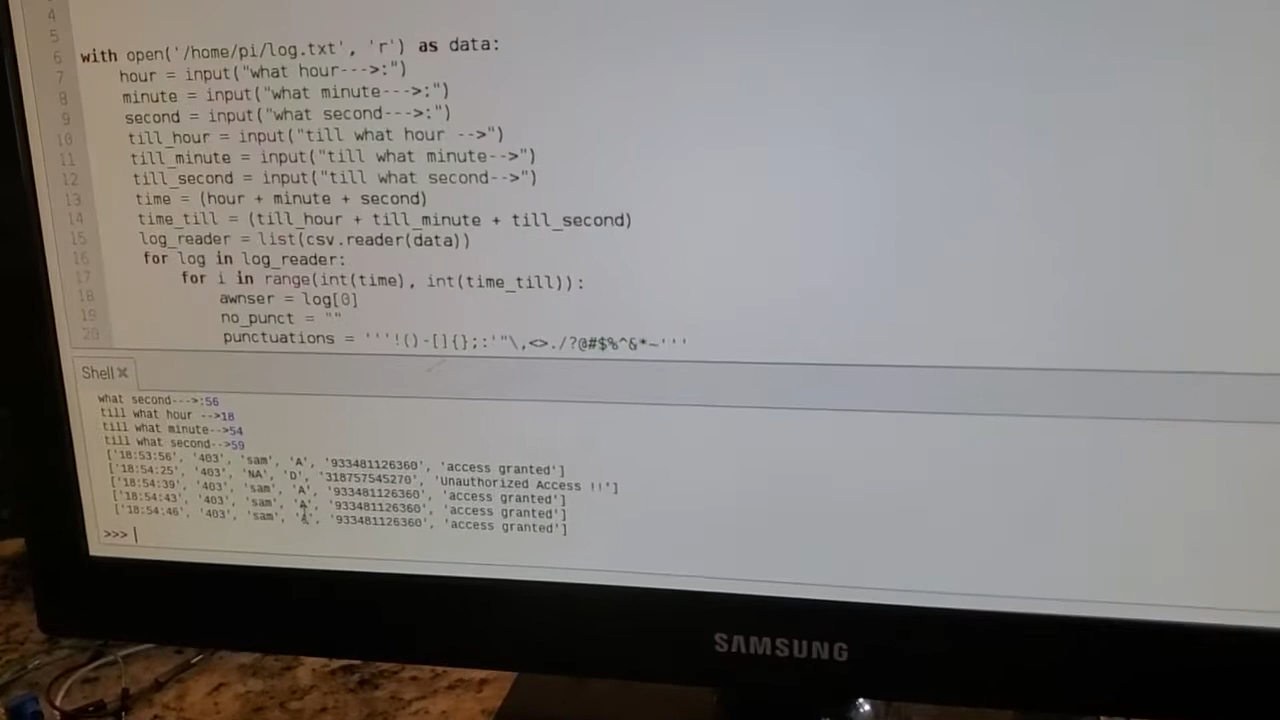 4
5
6 with open('/home/pi/log.txt', 'r') as data:
7 hour = input("what hour--->:")
8 minute = input("what minute--->:")
9 second = input("what second--->:")
10 till_hour = input("till what hour -->")
11 till_minute = input("till what minute-->")
12 till_second = input("till what second-->")
13 time = (hour + minute + second)
14 time_till = (till_hour + till_minute + till_second)
15 log_reader = list(csv.reader(data))
16 for log in log_reader:
17 for i in range(int(time), int(time_till)):
18 awnser = log[0]
19 no_punct = ""
20 punctuations = '''!()-[]{};:'"\,<>./?@#$%^&*~'''
Shell ×
what second--->:56
till what hour -->18
till what minute-->54
till what second-->59
['18:53:56', '403', 'sam', 'A', '933481126360', 'access granted']
['18:54:25', '403', 'NA', 'D', '318757545270', 'Unauthorized Access !!']
['18:54:39', '403', 'sam', 'A', '933481126360', 'access granted']
['18:54:43', '403', 'sam', 'A', '933481126360', 'access granted']
['18:54:46', '403', 'sam', 'A', '933481126360', 'access granted']
>>>
SAMSUNG